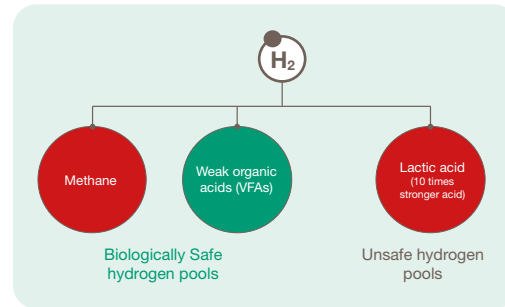 H₂
Methane
Weak organic
acids (VFAs)
Lactic acid
(10 times
stronger acid)
Biologically Safe
hydrogen pools
Unsafe hydrogen
pools